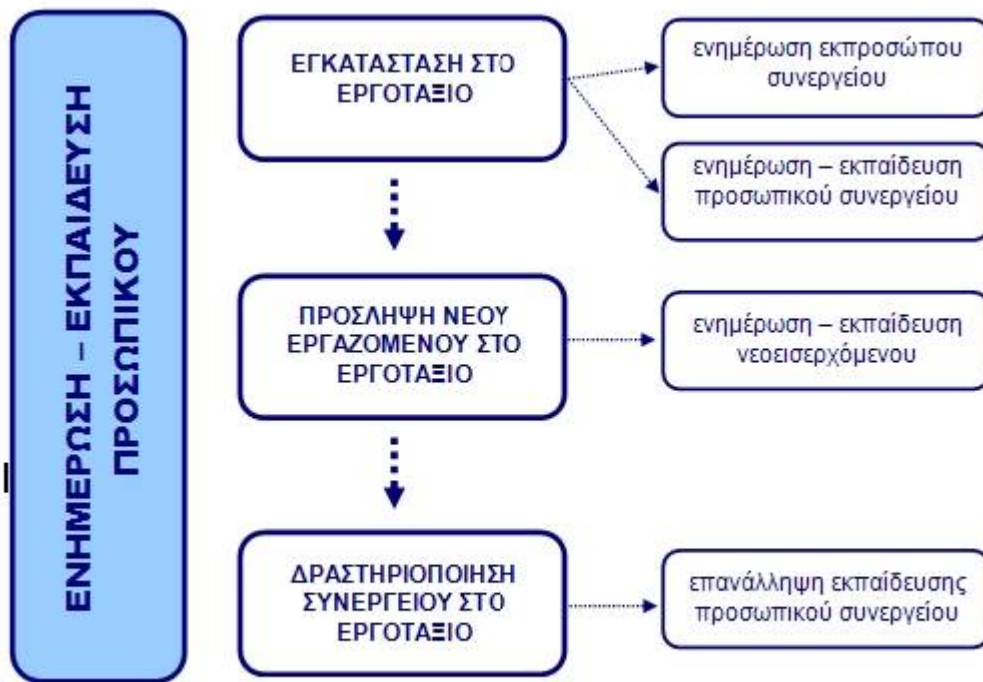 ΕΝΗΜΕΡΩΣΗ – ΕΚΠΑΙΔΕΥΣΗ
ΠΡΟΣΩΠΙΚΟΥ
ΕΓΚΑΤΑΣΤΑΣΗ ΣΤΟ
ΕΡΓΟΤΑΞΙΟ
ενημέρωση εκπροσώπου
συνεργείου
ενημέρωση – εκπαίδευση
προσωπικού συνεργείου
ΠΡΟΣΛΗΨΗ ΝΕΟΥ
ΕΡΓΑΖΟΜΕΝΟΥ ΣΤΟ
ΕΡΓΟΤΑΞΙΟ
ενημέρωση – εκπαίδευση
νεοεισερχόμενου
ΔΡΑΣΤΗΡΙΟΠΟΙΗΣΗ
ΣΥΝΕΡΓΕΙΟΥ ΣΤΟ
ΕΡΓΟΤΑΞΙΟ
επανάλληψη εκπαίδευσης
προσωπικού συνεργείου